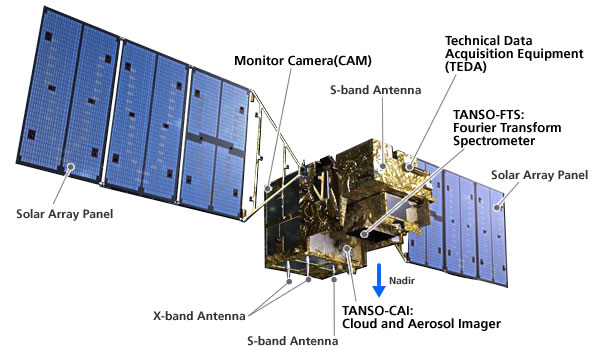 Technical Data
Acquisition Equipment
(TEDA)
Monitor Camera(CAM)
S-band Antenna
TANSO-FTS:
Fourier Transform
Spectrometer
Solar Array Panel
Solar Array Panel
Nadir
X-band Antenna
TANSO-CAI:
Cloud and Aerosol Imager
S-band Antenna